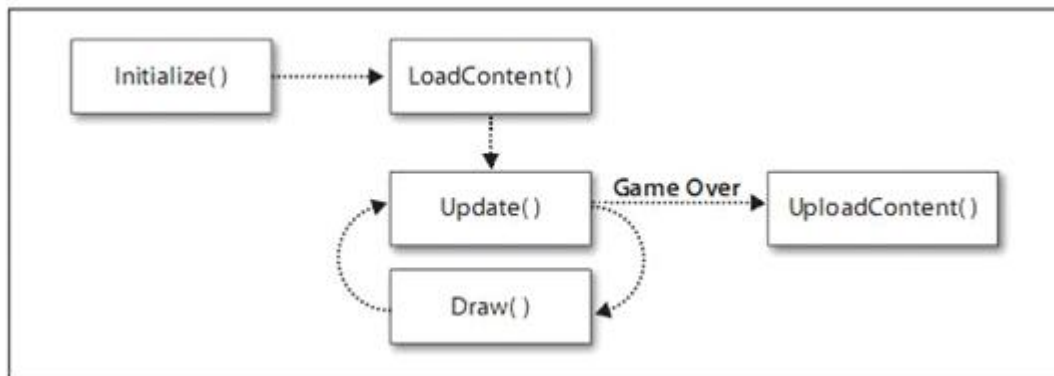 Initialize( )
LoadContent( )
Update( )
Game Over
UploadContent( )
Draw( )